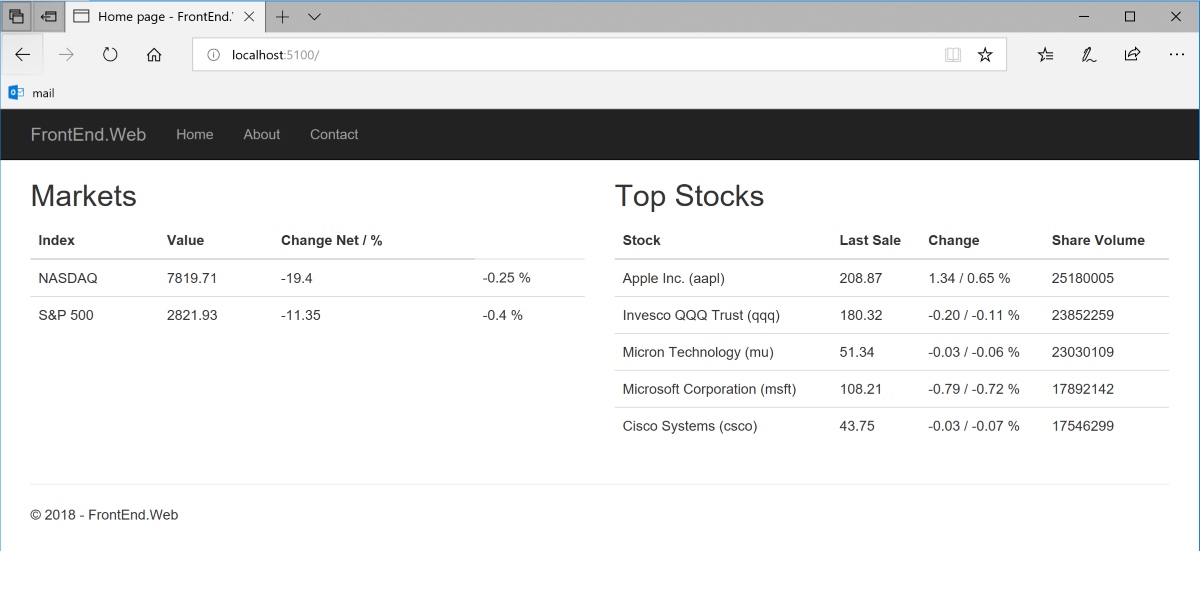 Home page - FrontEnd.
localhost:5100/
mail
FrontEnd.Web Home About Contact
Markets
Index Value Change Net / %
NASDAQ 7819.71 -19.4 -0.25 %
S&P 500 2821.93 -11.35 -0.4 %
Top Stocks
Stock Last Sale Change Share Volume
Apple Inc. (aapl) 208.87 1.34 / 0.65 % 25180005
Invesco QQQ Trust (qqq) 180.32 -0.20 / -0.11 % 23852259
Micron Technology (mu) 51.34 -0.03 / -0.06 % 23030109
Microsoft Corporation (msft) 108.21 -0.79 / -0.72 % 17892142
Cisco Systems (csco) 43.75 -0.03 / -0.07 % 17546299
© 2018 - FrontEnd.Web